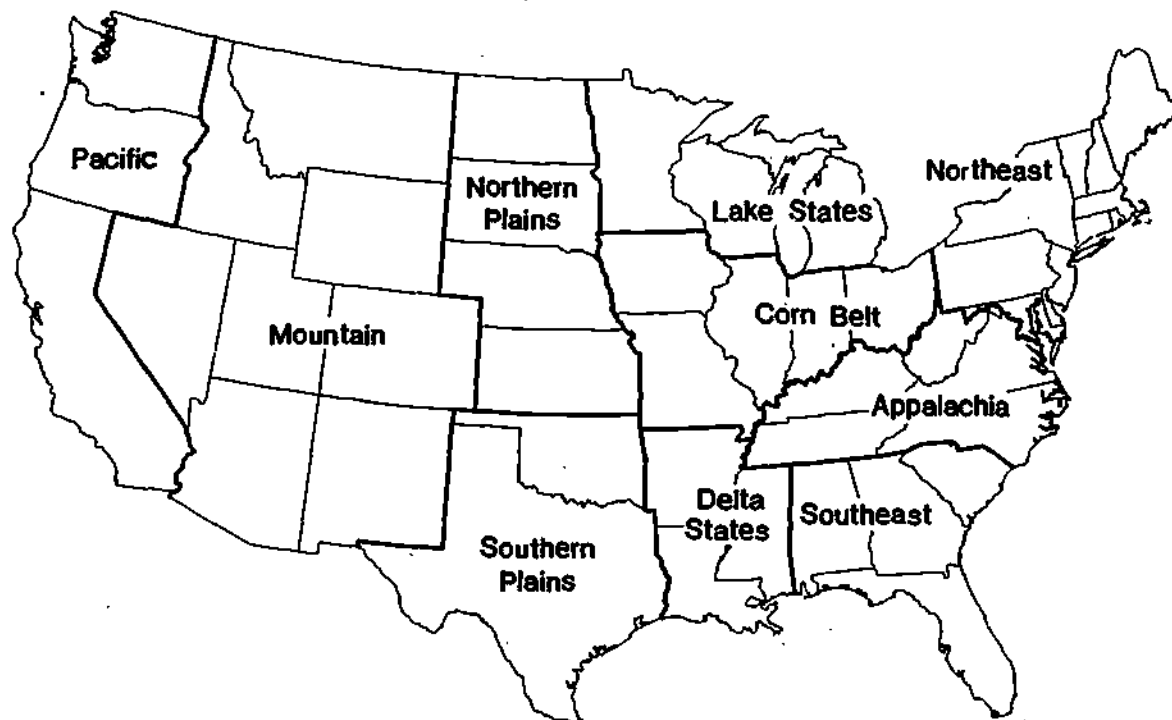 Pacific
Northern
Plains
Lake States
Northeast
Mountain
Corn Belt
Appalachia
Delta
States
Southeast
Southern
Plains